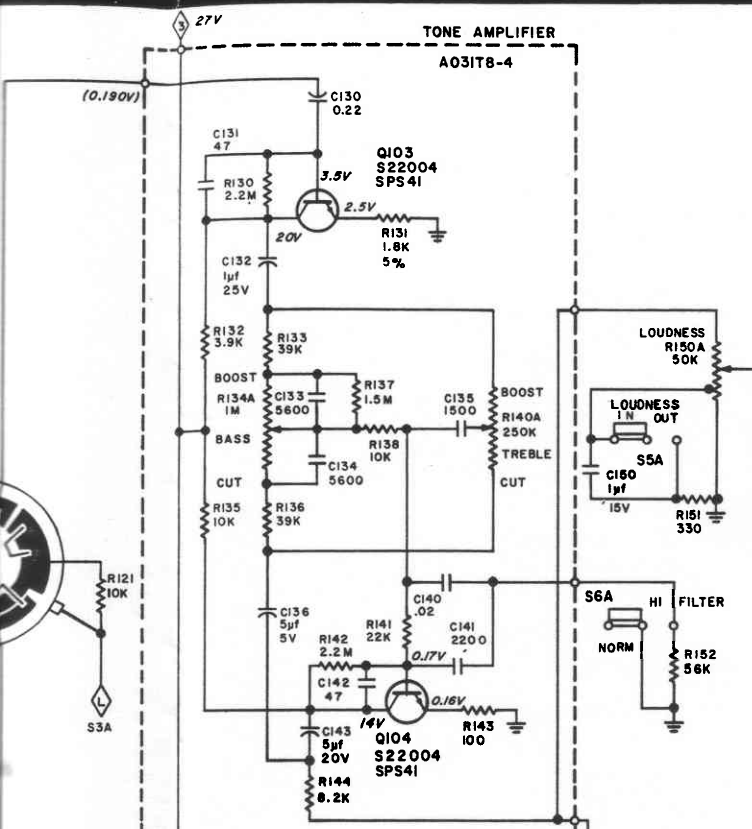 3
27V
TONE AMPLIFIER
A031T8-4
(0.190V)
C130
0.22
C131
47
R130
2.2M
3.5V
Q103
S22004
SPS41
2.5V
20V
R131
1.8K
5%
C132
1µf
25V
R132
3.9K
R133
39K
BOOST
R134A
1M
C133
5600
R137
1.5M
C135
1500
BOOST
R140A
250K
BASS
R138
10K
TREBLE
C134
5600
CUT
CUT
R135
10K
R136
39K
LOUDNESS
R150A
50K
LOUDNESS
IN OUT
S5A
C150
1µf
15V
R151
330
R121
10K
L
S3A
C136
5µf
5V
C140
.02
R141
22K
C141
2200
R142
2.2M
0.17V
C142
47
0.16V
14V
R143
100
C143
5µf
20V
Q104
S22004
SPS41
R144
8.2K
S6A
HI FILTER
NORM
R152
56K